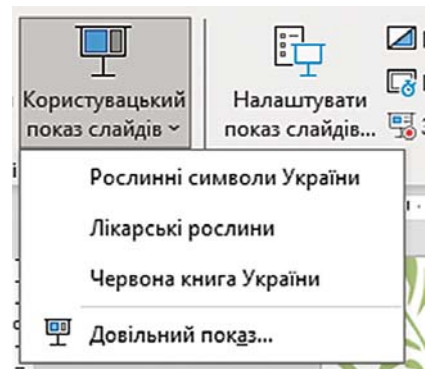 Користувацький
показ слайдів
Налаштувати
показ слайдів...
Рослинні символи України
Лікарські рослини
Червона книга України
Довільний показ...